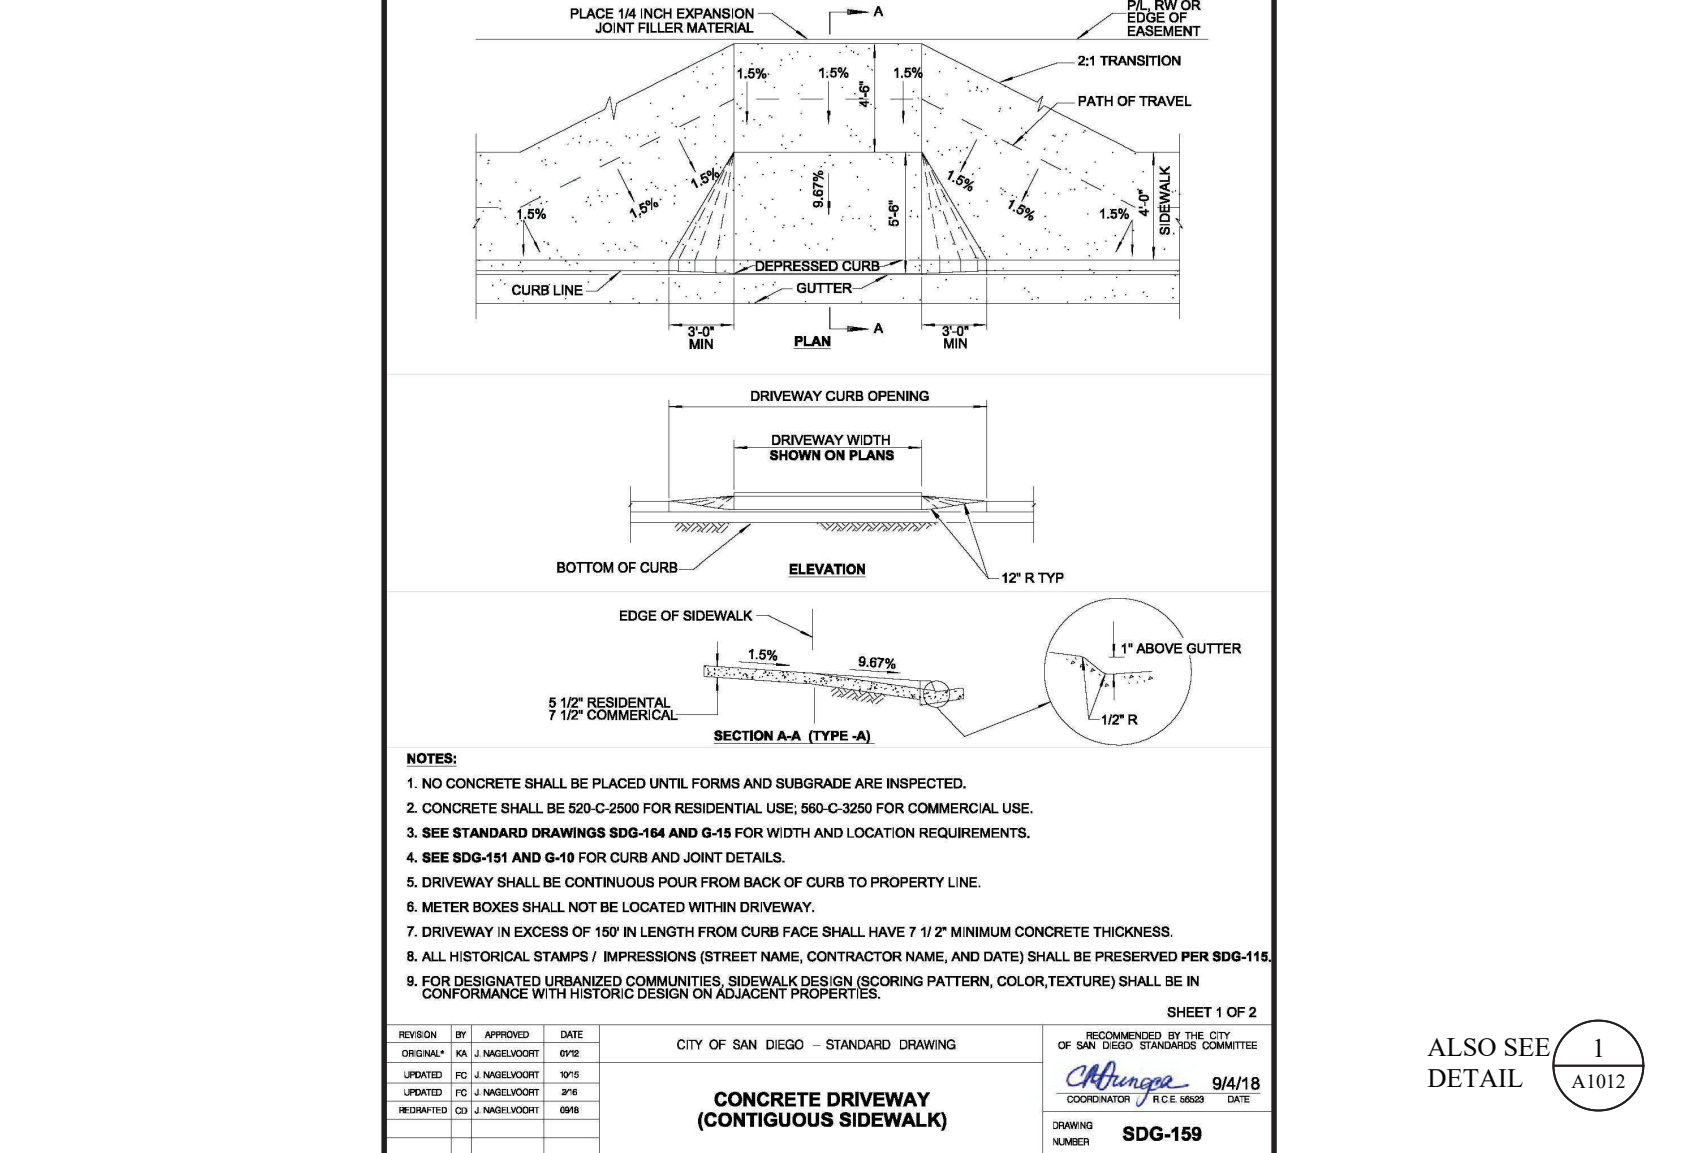 PLACE 1/4 INCH EXPANSION
JOINT FILLER MATERIAL
A
P/L, RW OR
EDGE OF
EASEMENT
2:1 TRANSITION
PATH OF TRAVEL
1.5%
1.5%
1.5%
4'-6"
1.5%
1.5%
1.5%
9.67%
5'-6"
1.5%
1.5%
1.5%
4'-0"
SIDEWALK
DEPRESSED CURB
CURB LINE
GUTTER
3'-0"
MIN
A
PLAN
3'-0"
MIN
DRIVEWAY CURB OPENING
DRIVEWAY WIDTH
SHOWN ON PLANS
BOTTOM OF CURB
ELEVATION
12" R TYP
EDGE OF SIDEWALK
1.5%
9.67%
1" ABOVE GUTTER
5 1/2" RESIDENTAL
7 1/2" COMMERICAL
1/2" R
SECTION A-A (TYPE -A)
NOTES:
1. NO CONCRETE SHALL BE PLACED UNTIL FORMS AND SUBGRADE ARE INSPECTED.
2. CONCRETE SHALL BE 520-C-2500 FOR RESIDENTIAL USE; 560-C-3250 FOR COMMERCIAL USE.
3. SEE STANDARD DRAWINGS SDG-164 AND G-15 FOR WIDTH AND LOCATION REQUIREMENTS.
4. SEE SDG-151 AND G-10 FOR CURB AND JOINT DETAILS.
5. DRIVEWAY SHALL BE CONTINUOUS POUR FROM BACK OF CURB TO PROPERTY LINE.
6. METER BOXES SHALL NOT BE LOCATED WITHIN DRIVEWAY.
7. DRIVEWAY IN EXCESS OF 150' IN LENGTH FROM CURB FACE SHALL HAVE 7 1/ 2" MINIMUM CONCRETE THICKNESS.
8. ALL HISTORICAL STAMPS / IMPRESSIONS (STREET NAME, CONTRACTOR NAME, AND DATE) SHALL BE PRESERVED PER SDG-115.
9. FOR DESIGNATED URBANIZED COMMUNITIES, SIDEWALK DESIGN (SCORING PATTERN, COLOR,TEXTURE) SHALL BE IN
CONFORMANCE WITH HISTORIC DESIGN ON ADJACENT PROPERTIES.
SHEET 1 OF 2
REVISION BY APPROVED DATE
ORIGINAL* KA J. NAGELVOORT 01/12
UPDATED FC J. NAGELVOORT 10/15
UPDATED FC J. NAGELVOORT 2/16
REDRAFTED CD J. NAGELVOORT 09/18
CITY OF SAN DIEGO – STANDARD DRAWING
CONCRETE DRIVEWAY
(CONTIGUOUS SIDEWALK)
RECOMMENDED BY THE CITY
OF SAN DIEGO STANDARDS COMMITTEE
9/4/18
COORDINATOR R.C.E. 56523 DATE
DRAWING
NUMBER
SDG-159
ALSO SEE
DETAIL
1
A1012